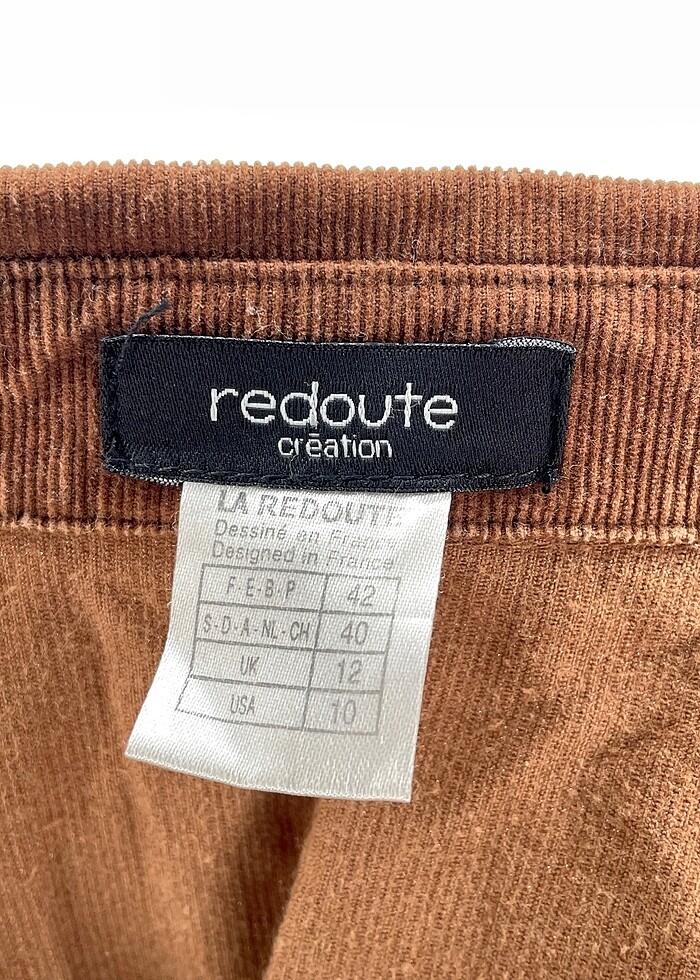 redoute
création
LA REDOUTE
Dessiné en France
Designed in France
F-E-B-P 42
S-D-A-NL-CH 40
UK 12
USA 10